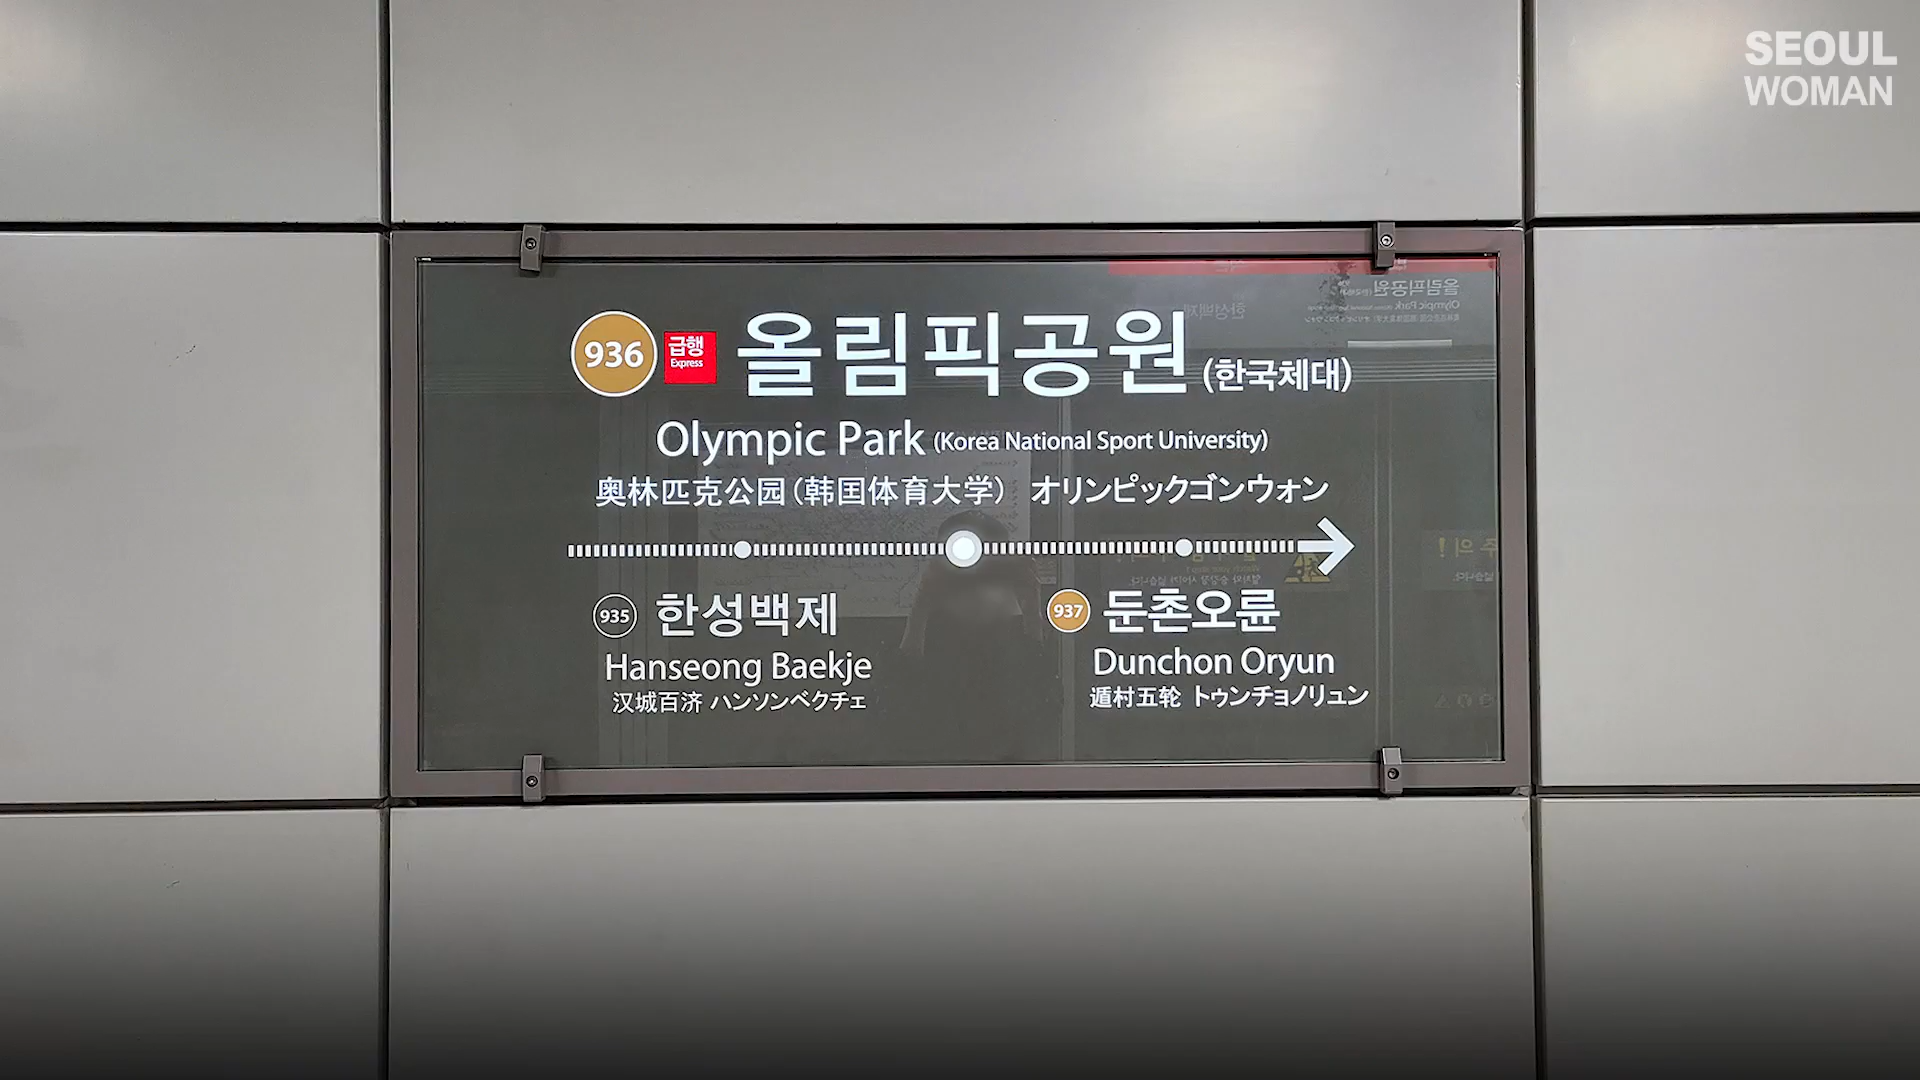 SEOUL
WOMAN
936 급행 Express 올림픽공원 (한국체대)
Olympic Park (Korea National Sport University)
奥林匹克公园(韩国体育大学) オリンピックゴンウォン
935 한성백제
Hanseong Baekje
汉城百济 ハンソンベクチェ
937 둔촌오륜
Dunchon Oryun
遁村五轮 トゥンチョノリュン